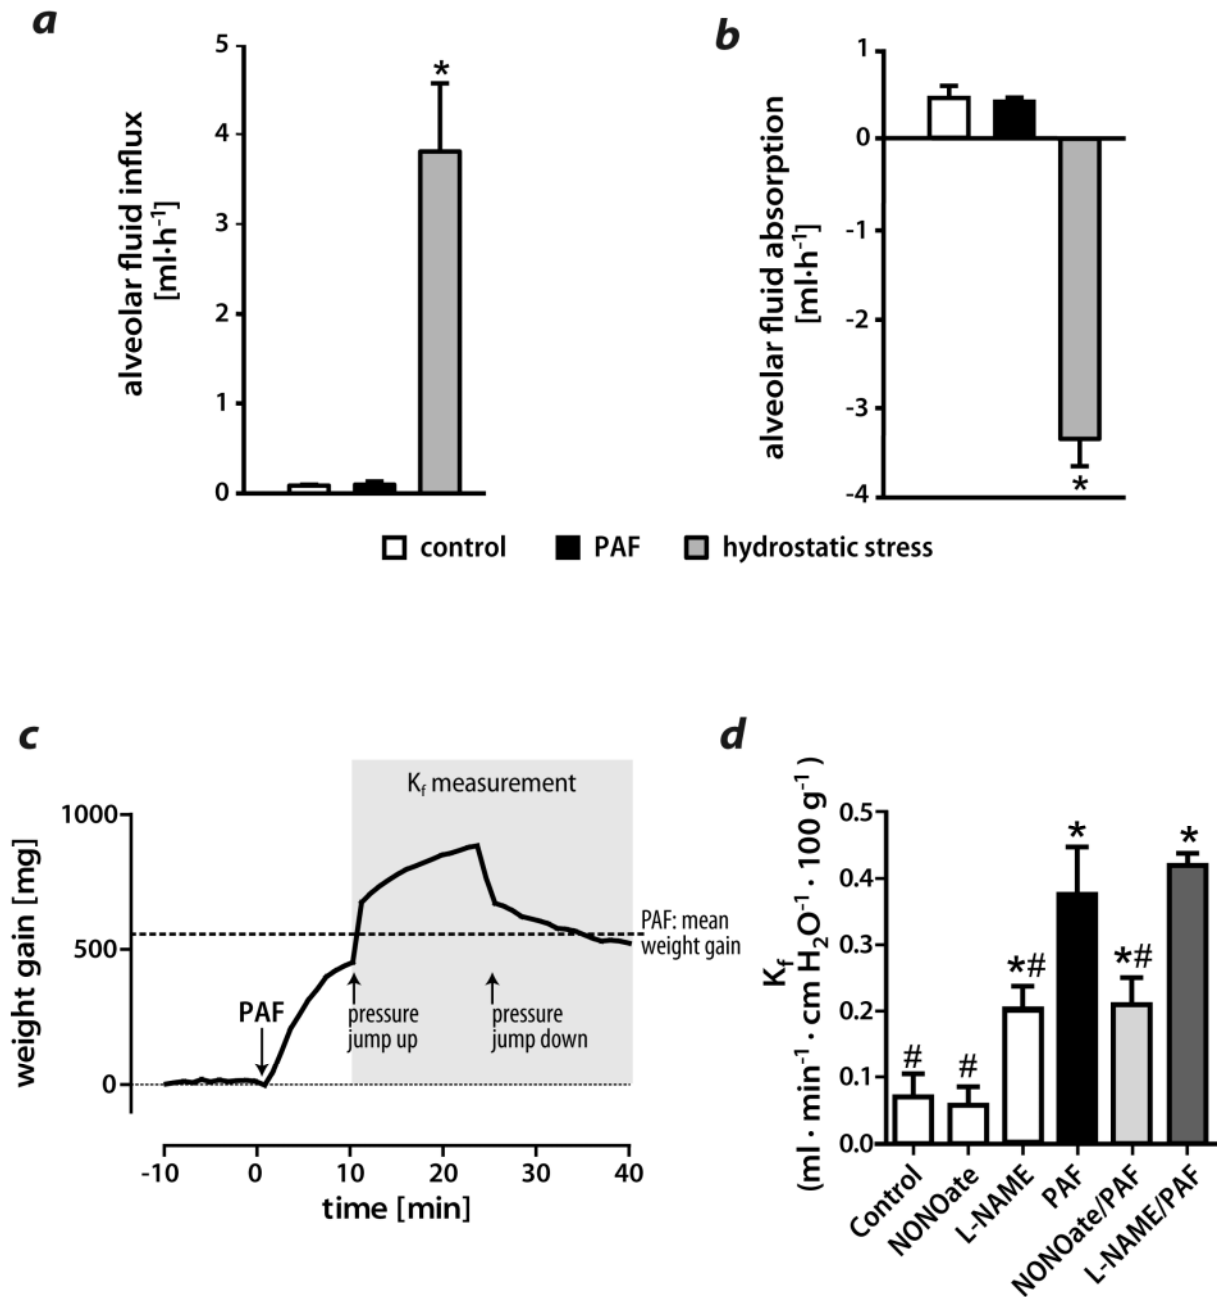 a
5
4
3
2
1
0
alveolar fluid influx
[ml·h⁻¹]
*
b
1
0
-1
-2
-3
-4
alveolar fluid absorption
[ml·h⁻¹]
*
control
PAF
hydrostatic stress
c
Kf measurement
1000
500
0
weight gain [mg]
PAF: mean
weight gain
PAF
pressure
jump up
pressure
jump down
-10
0
10
20
30
40
time [min]
d
0.5
0.4
0.3
0.2
0.1
0.0
Kf
(ml · min⁻¹ · cm H₂O⁻¹ · 100 g⁻¹ )
#
#
*#
*
*#
*
Control
NONOate
L-NAME
PAF
NONOate/PAF
L-NAME/PAF